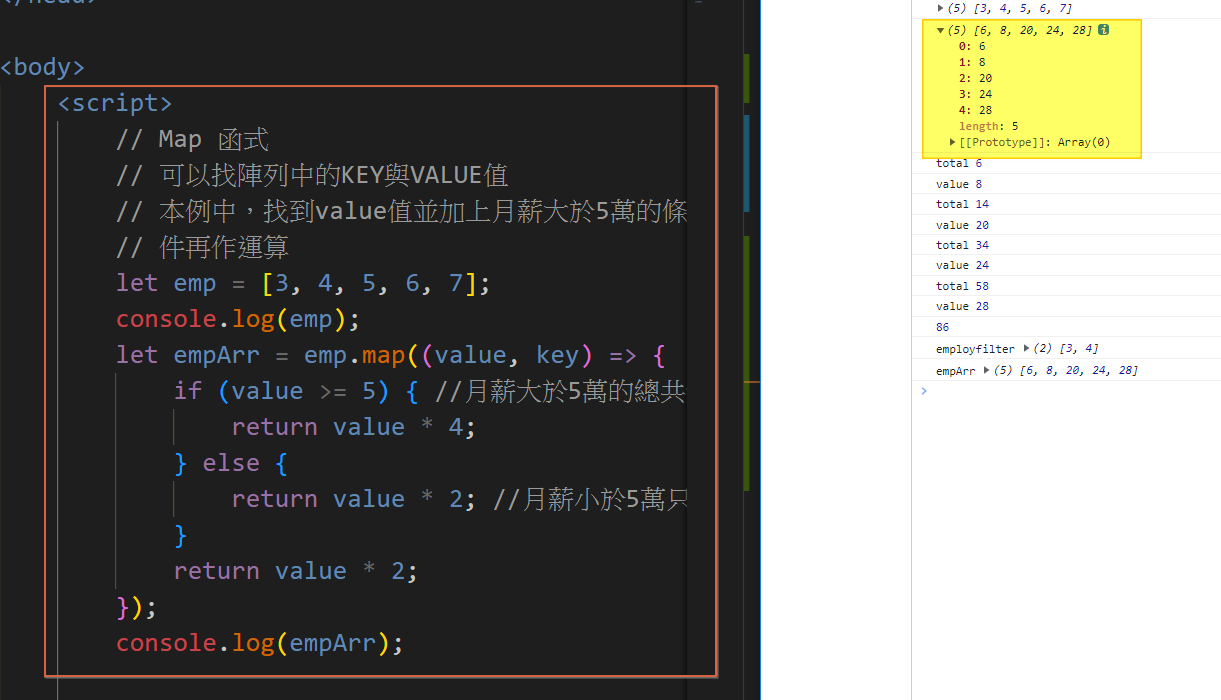 <body>
<script>
// Map 函式
// 可以找陣列中的KEY與VALUE值
// 本例中，找到value值並加上月薪大於5萬的條
// 件再作運算
let emp = [3, 4, 5, 6, 7];
console.log(emp);
let empArr = emp.map((value, key) => {
if (value >= 5) { //月薪大於5萬的總共
return value * 4;
} else {
return value * 2; //月薪小於5萬只
}
return value * 2;
});
console.log(empArr);
(5) [3, 4, 5, 6, 7]
(5) [6, 8, 20, 24, 28] i
0: 6
1: 8
2: 20
3: 24
4: 28
length: 5
[[Prototype]]: Array(0)
total 6
value 8
total 14
value 20
total 34
value 24
total 58
value 28
86
employfilter (2) [3, 4]
empArr (5) [6, 8, 20, 24, 28]
>